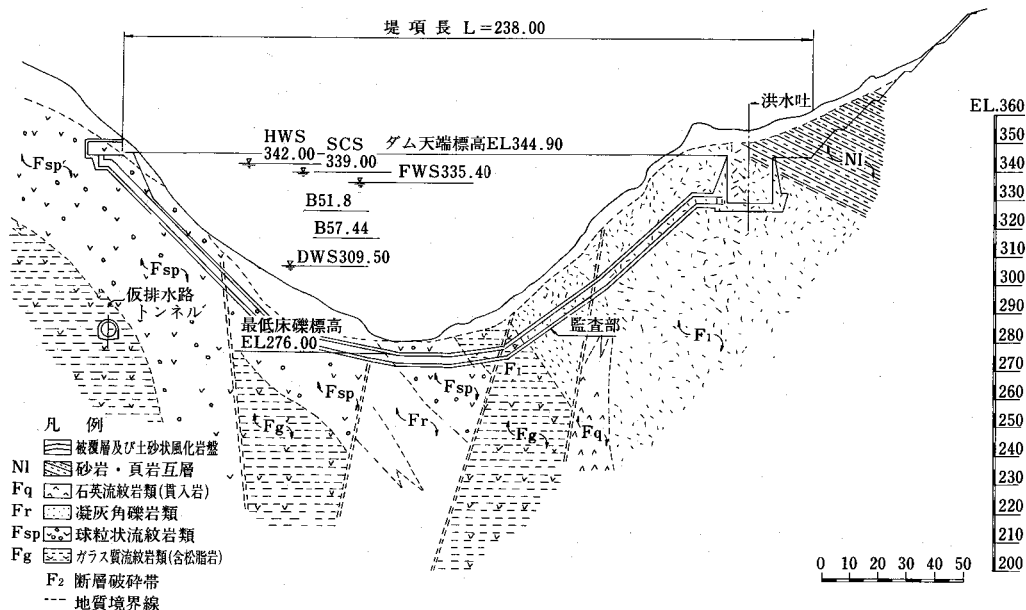 堤項長 L=238.00
洪水吐
EL.360
HWS
342.00
SCS
339.00
ダム天端標高EL344.90
FWS335.40
B51.8
B57.44
DWS309.50
Fsp
Nl
Fsp
仮排水路
トンネル
最低床礫標高
EL276.00
監査部
F₁
F₁
Fsp
Fsp
Fg
Fr
Fg
Fq
350
340
330
320
310
300
290
280
270
260
250
240
230
220
210
200
凡例
被覆層及び土砂状風化岩盤
Nl 砂岩・頁岩互層
Fq 石英流紋岩類(貫入岩)
Fr 凝灰角礫岩類
Fsp 球粒状流紋岩類
Fg ガラス質流紋岩類(含松脂岩)
F₂ 断層破砕帯
地質境界線
0 10 20 30 40 50